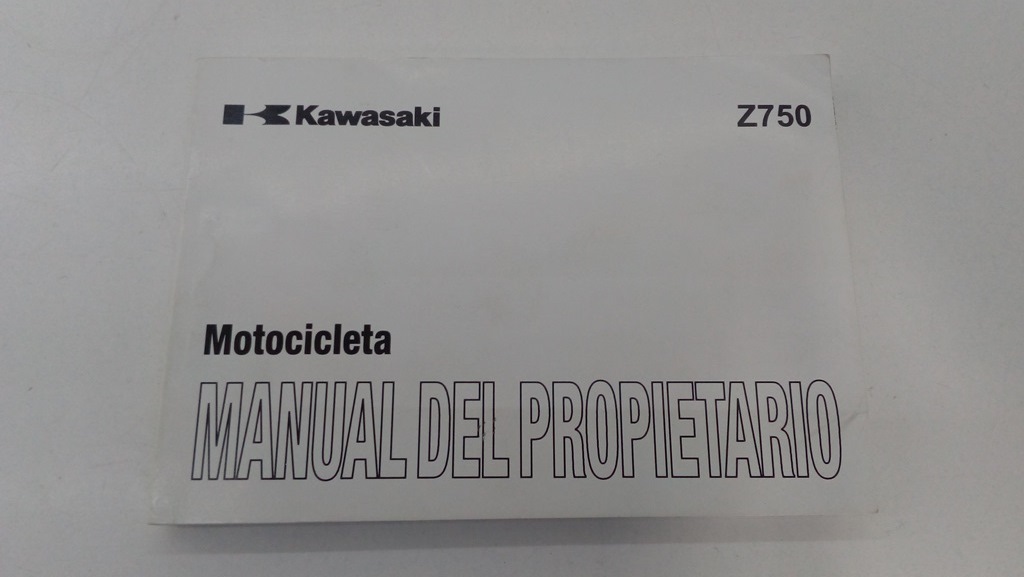 Kawasaki Z750
Motocicleta
MANUAL DEL PROPIETARIO